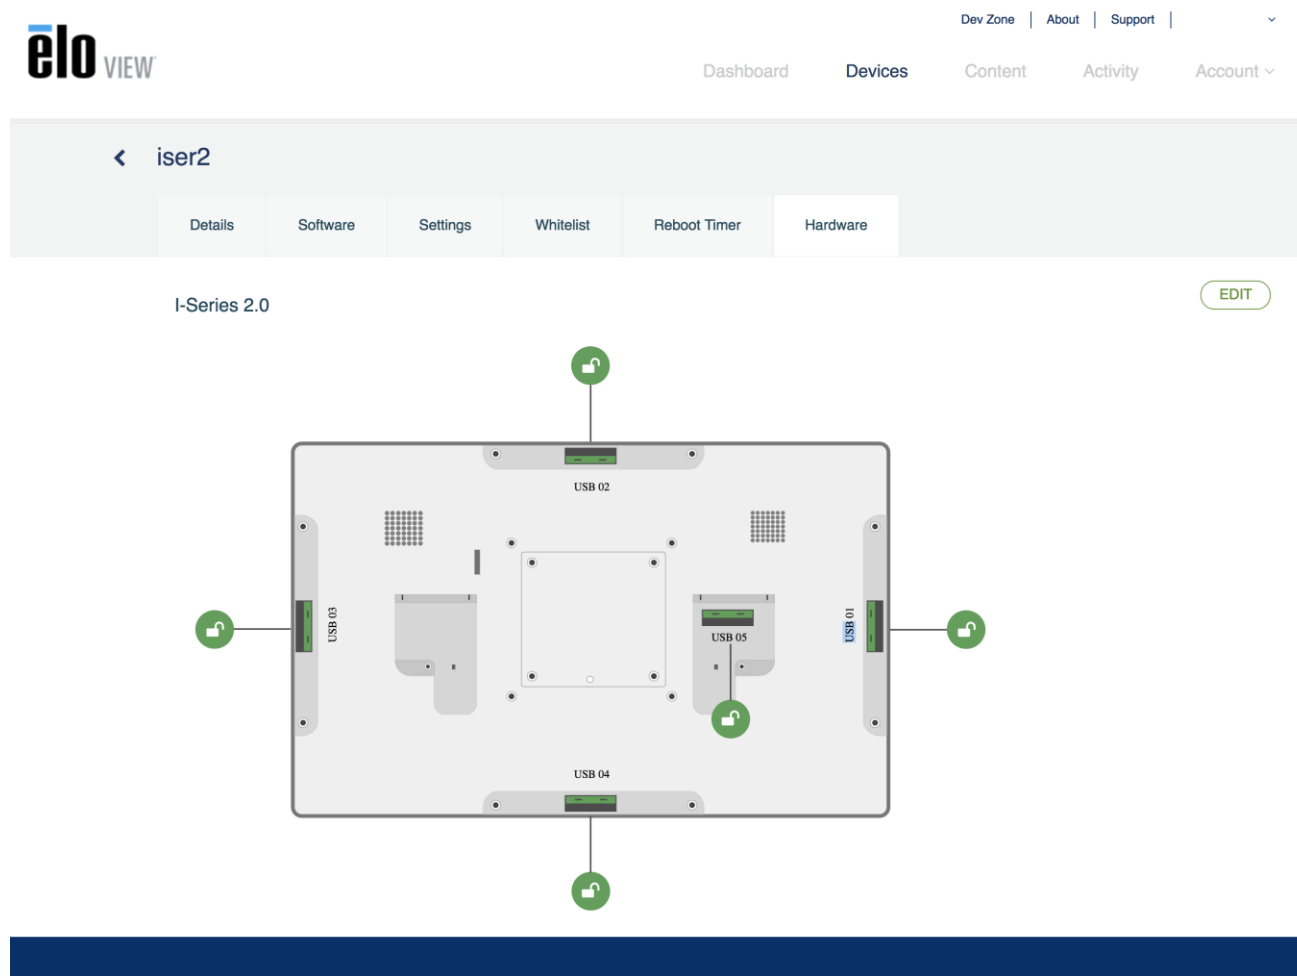 Dev Zone | About | Support |
elo VIEW
Dashboard Devices Content Activity Account
iser2
Details Software Settings Whitelist Reboot Timer Hardware
I-Series 2.0
EDIT
USB 02
USB 03
USB 05
USB 01
USB 04